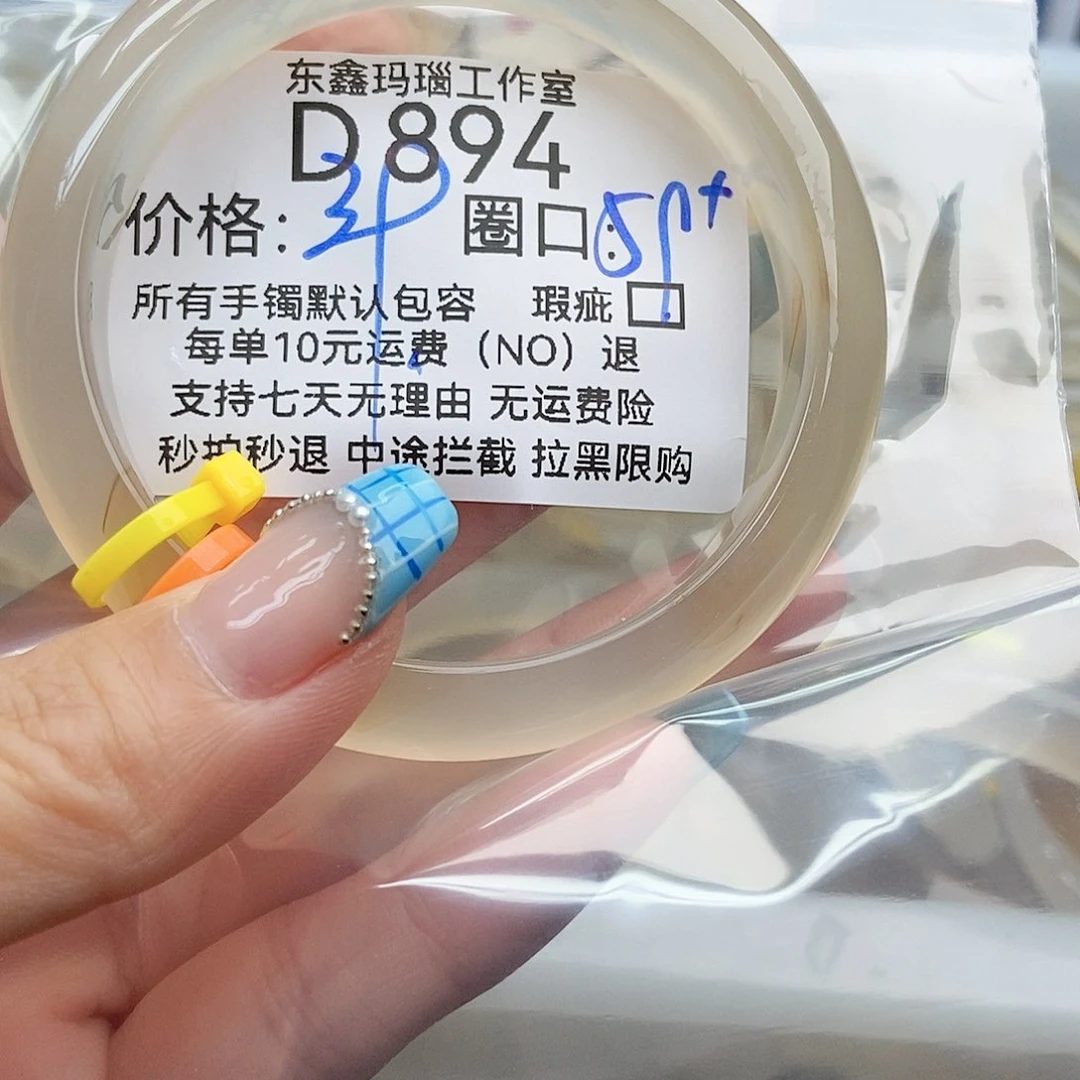 东鑫玛瑙工作室
D894
价格: 圈口:
所有手镯默认包容 瑕疵
每单10元运费（NO）退
支持七天无理由 无运费险
秒拍秒退 中途拦截 拉黑限购